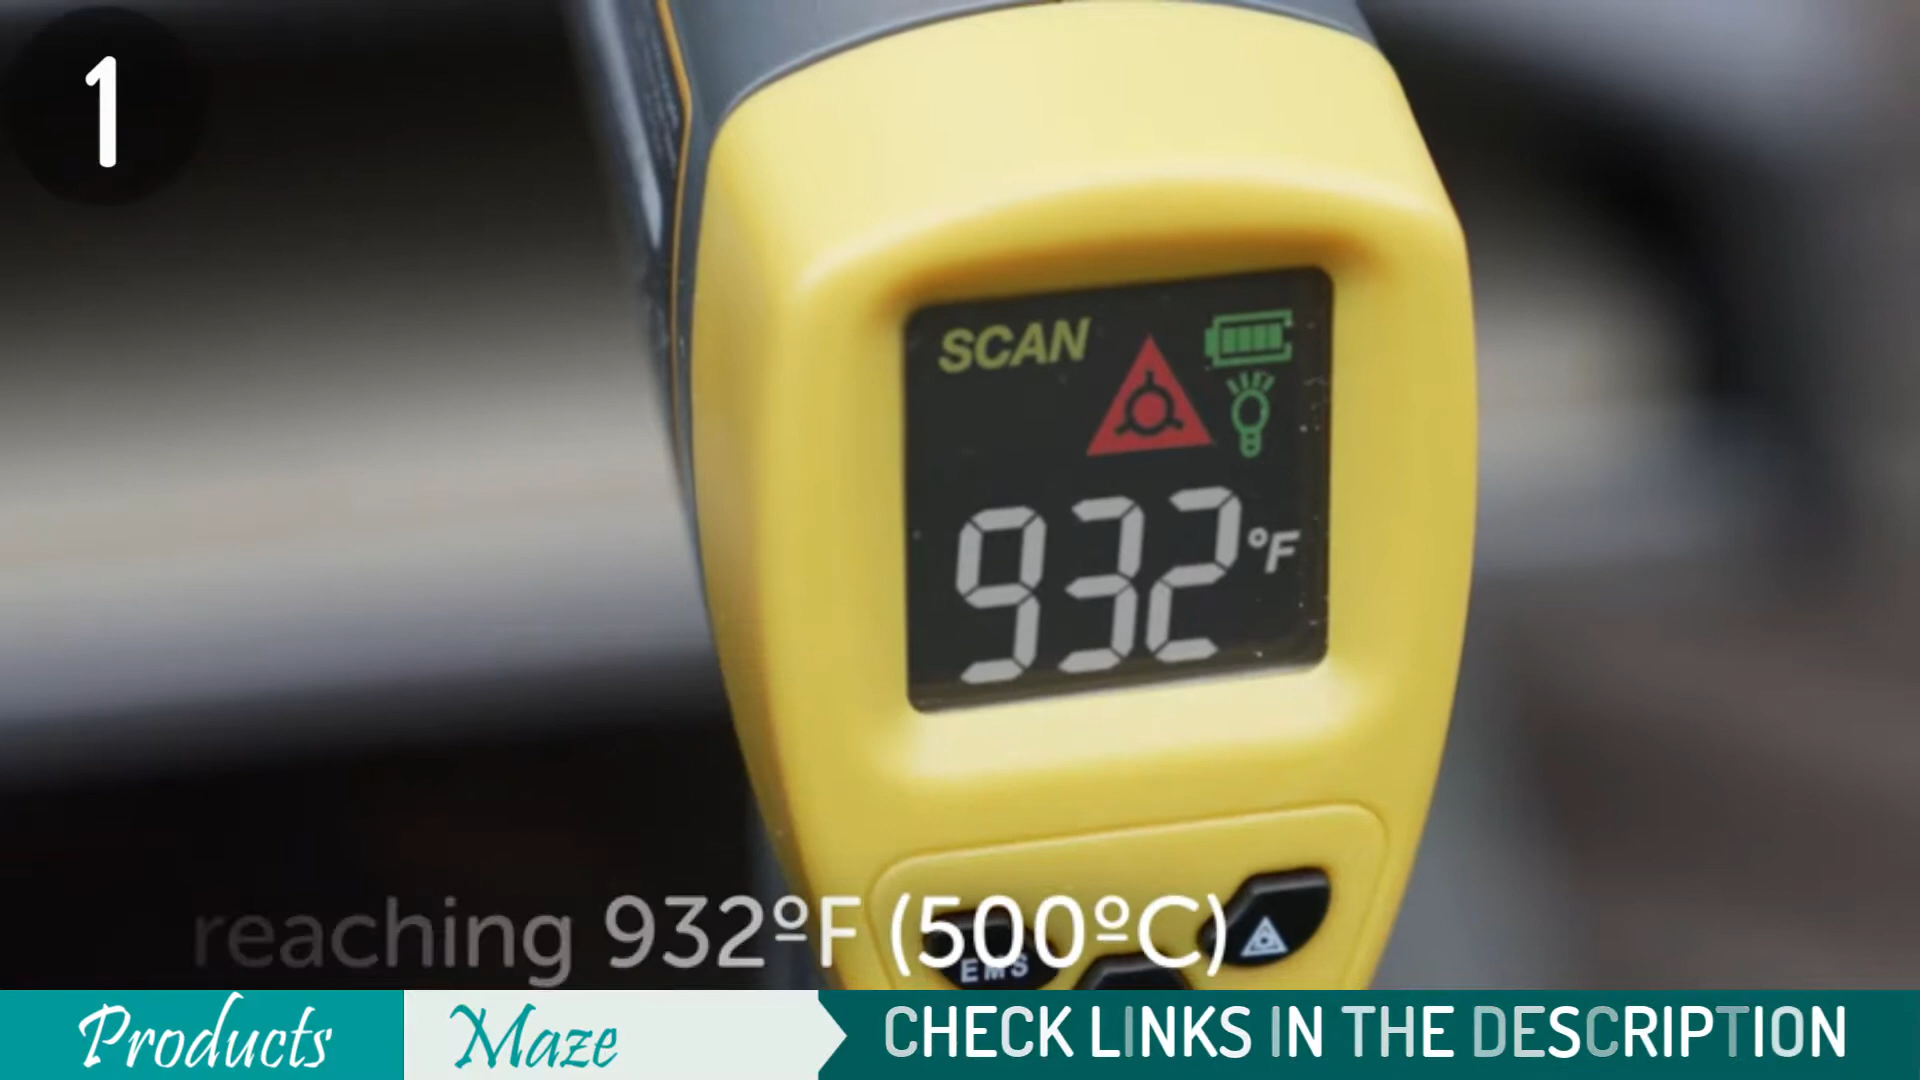 1
SCAN
932 °F
reaching 932ºF (500ºC)
EMS
Products Maze
CHECK LINKS IN THE DESCRIPTION